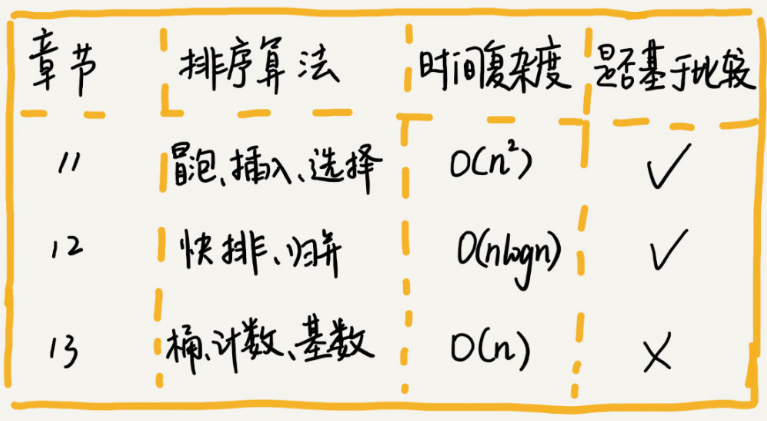 章节 排序算法 时间复杂度 是否基于比较
11 冒泡、插入、选择 O(n²) ✓
12 快排、归并 O(nlogn) ✓
13 桶、计数、基数 O(n) ×